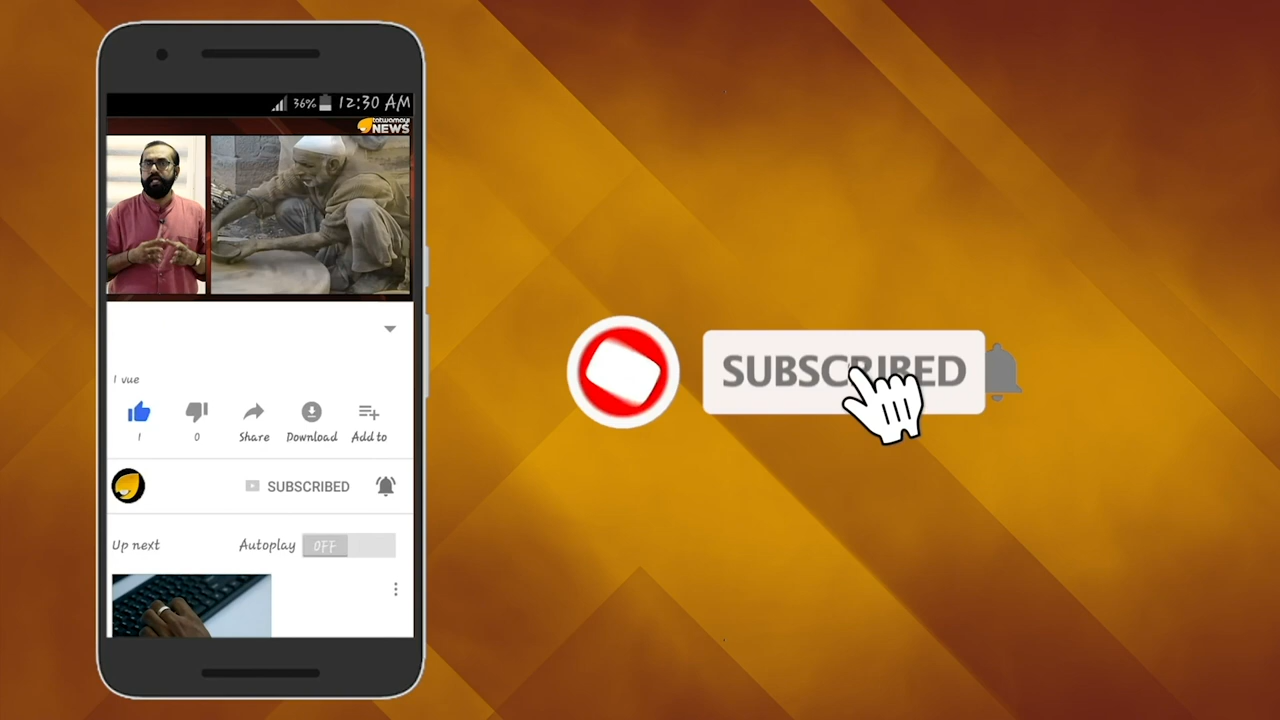 36% 12:30 AM
tatwamayi
NEWS
1 vue
1
0
Share
Download
Add to
SUBSCRIBED
Up next
Autoplay
OFF
SUBSCRIBED